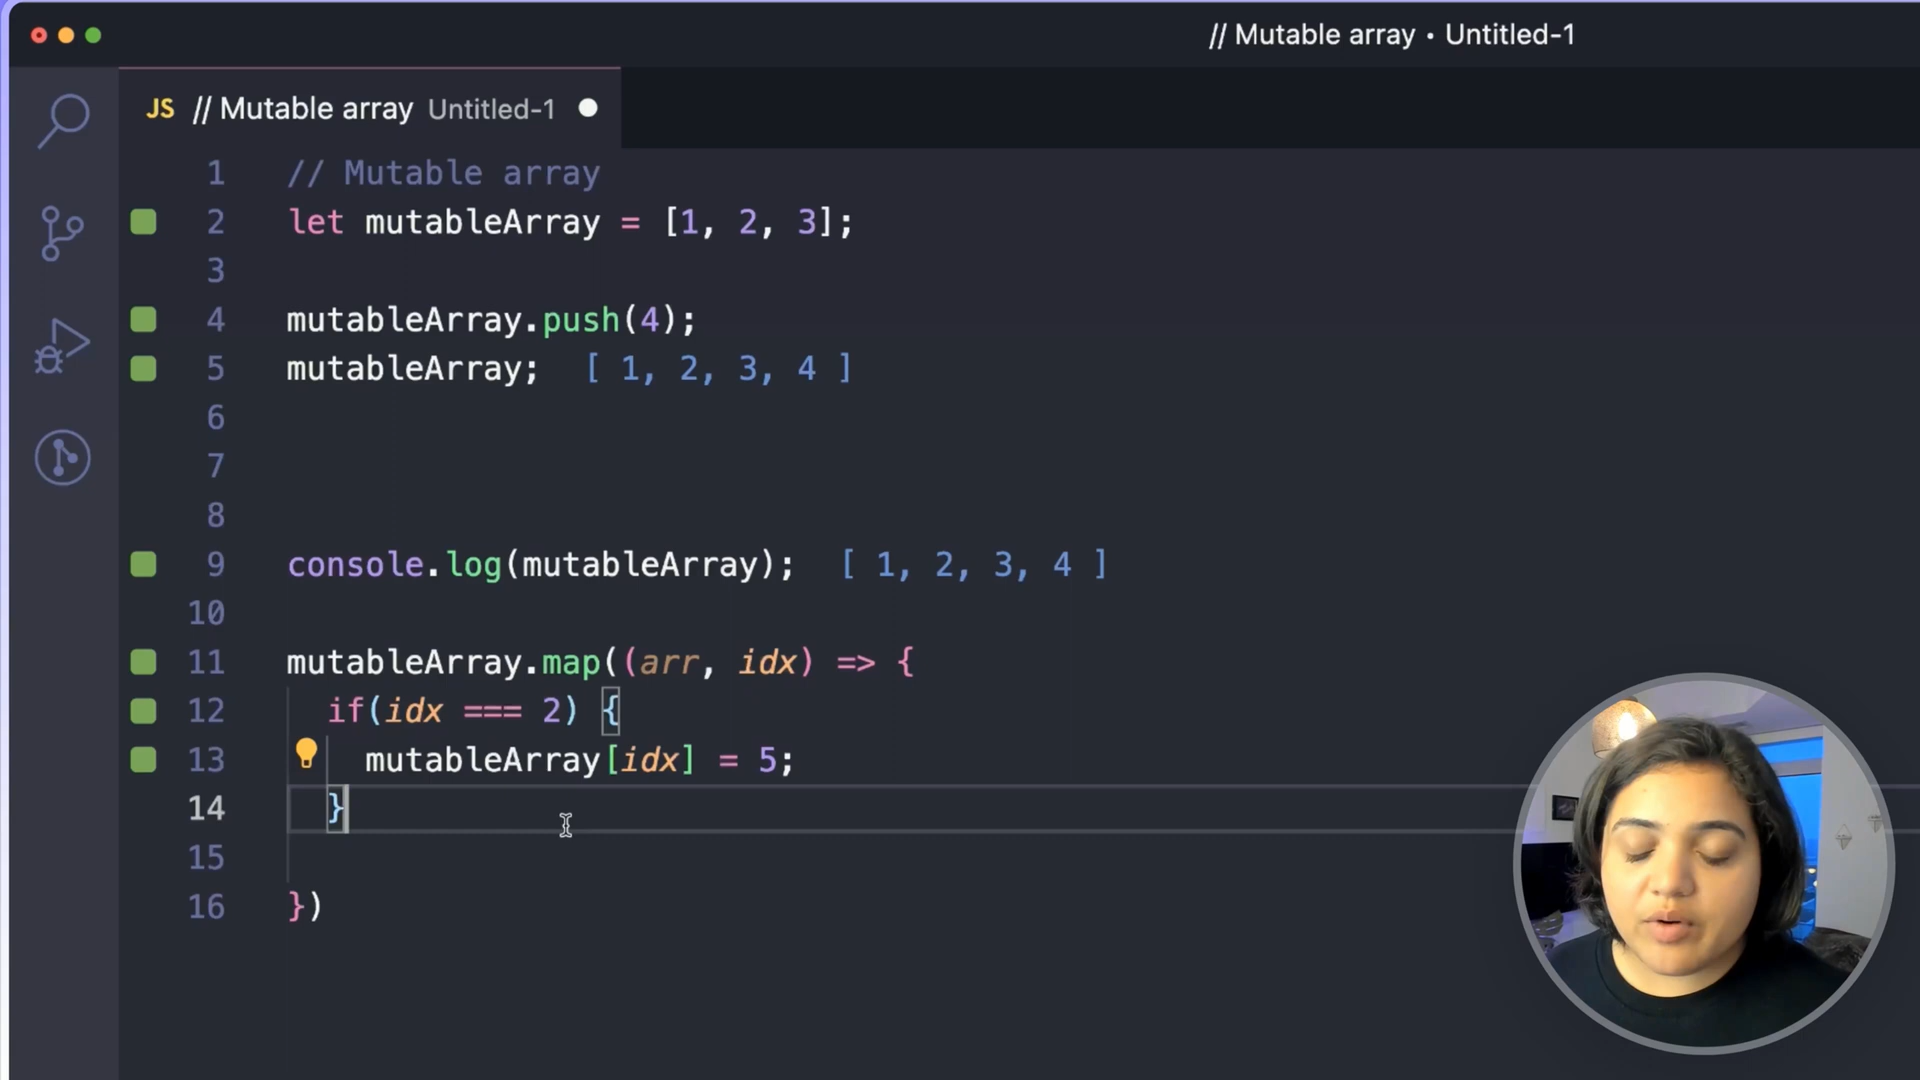 // Mutable array • Untitled-1
JS // Mutable array Untitled-1
1 // Mutable array
2 let mutableArray = [1, 2, 3];
3
4 mutableArray.push(4);
5 mutableArray; [ 1, 2, 3, 4 ]
6
7
8
9 console.log(mutableArray); [ 1, 2, 3, 4 ]
10
11 mutableArray.map((arr, idx) => {
12 if(idx === 2) {
13 mutableArray[idx] = 5;
14 }
15
16 })